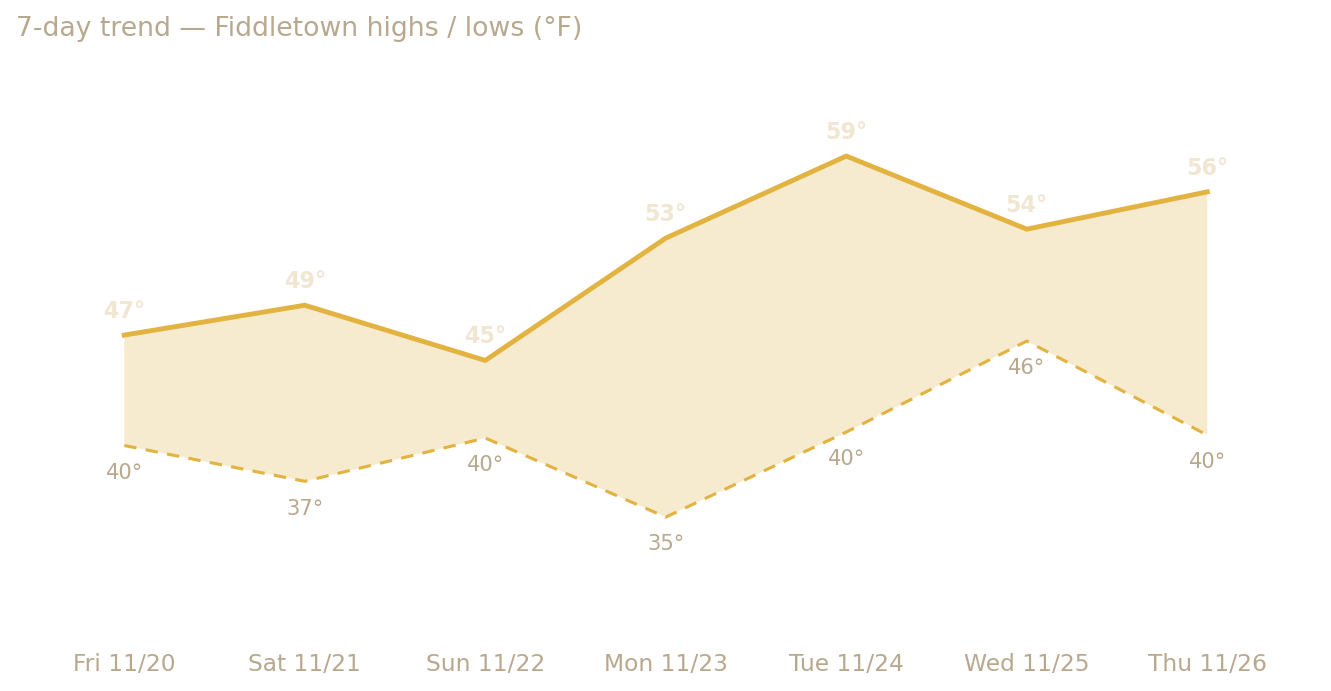 7-day trend — Fiddletown highs / lows (°F)
47° 49° 45° 53° 59° 54° 56°
40° 37° 40° 35° 40° 46° 40°
Fri 11/20 Sat 11/21 Sun 11/22 Mon 11/23 Tue 11/24 Wed 11/25 Thu 11/26